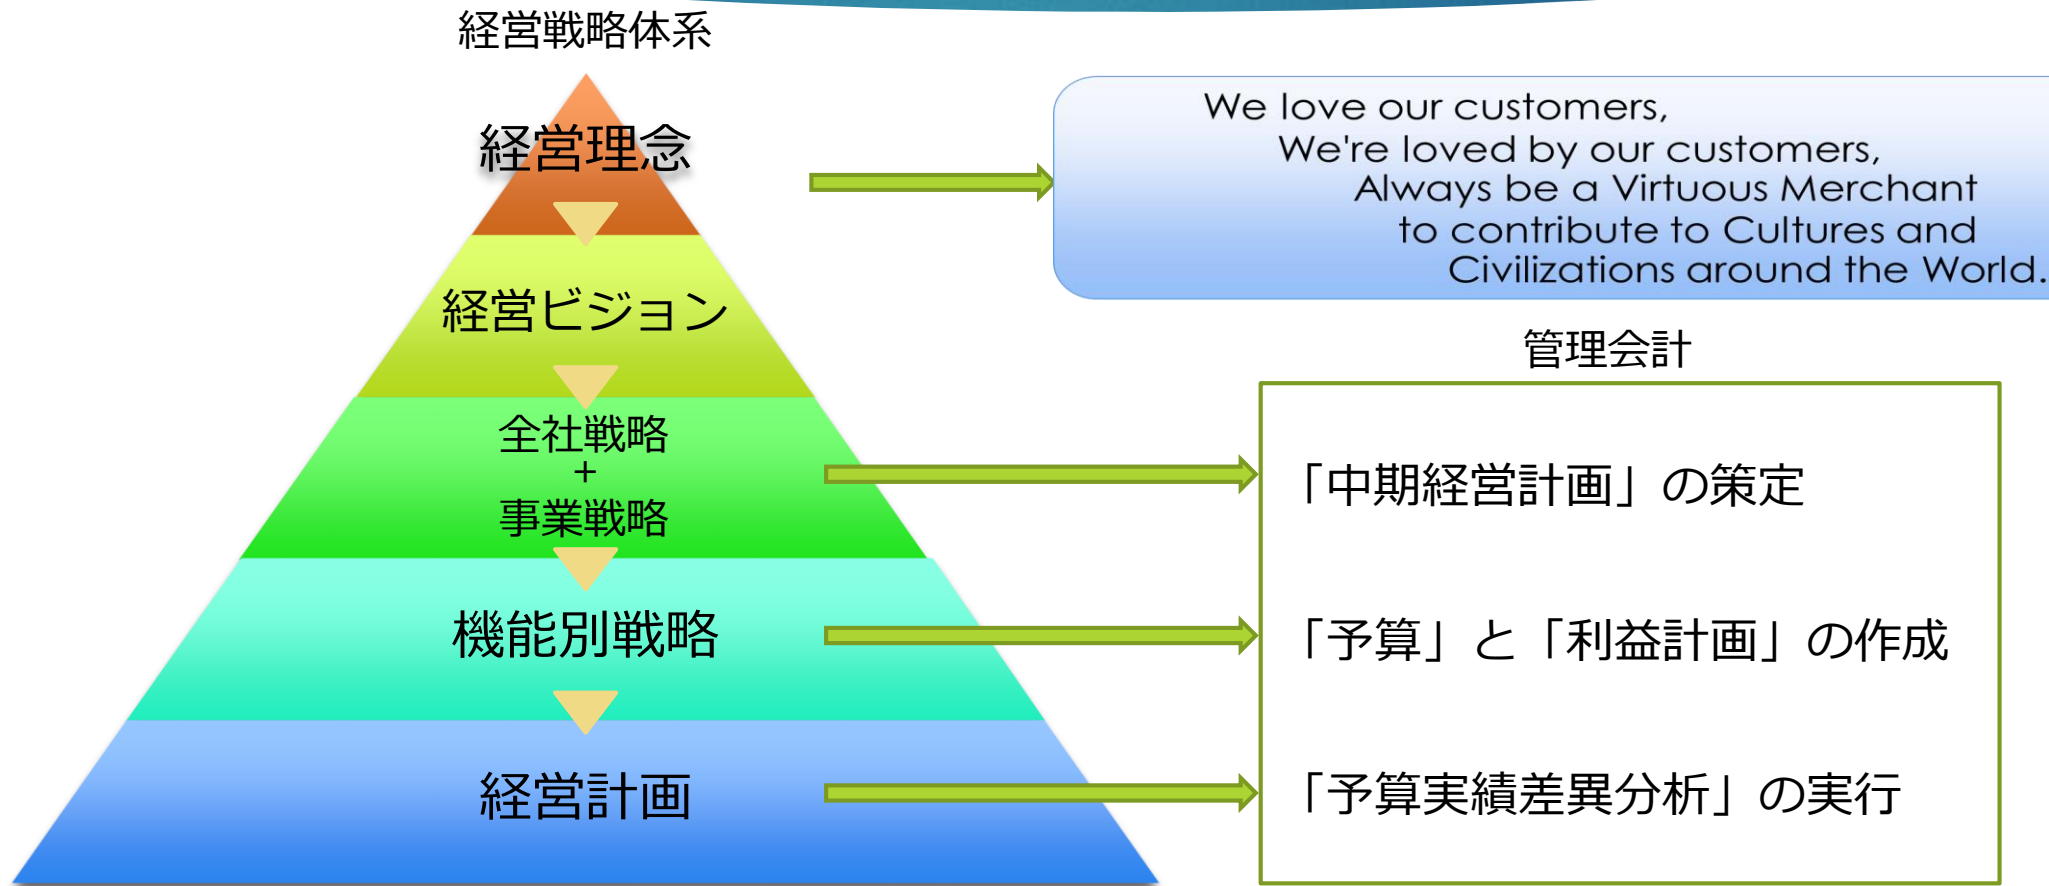 経営戦略体系
経営理念
経営ビジョン
全社戦略
+
事業戦略
機能別戦略
経営計画
We love our customers,
We're loved by our customers,
Always be a Virtuous Merchant
to contribute to Cultures and
Civilizations around the World.
管理会計
「中期経営計画」の策定
「予算」と「利益計画」の作成
「予算実績差異分析」の実行